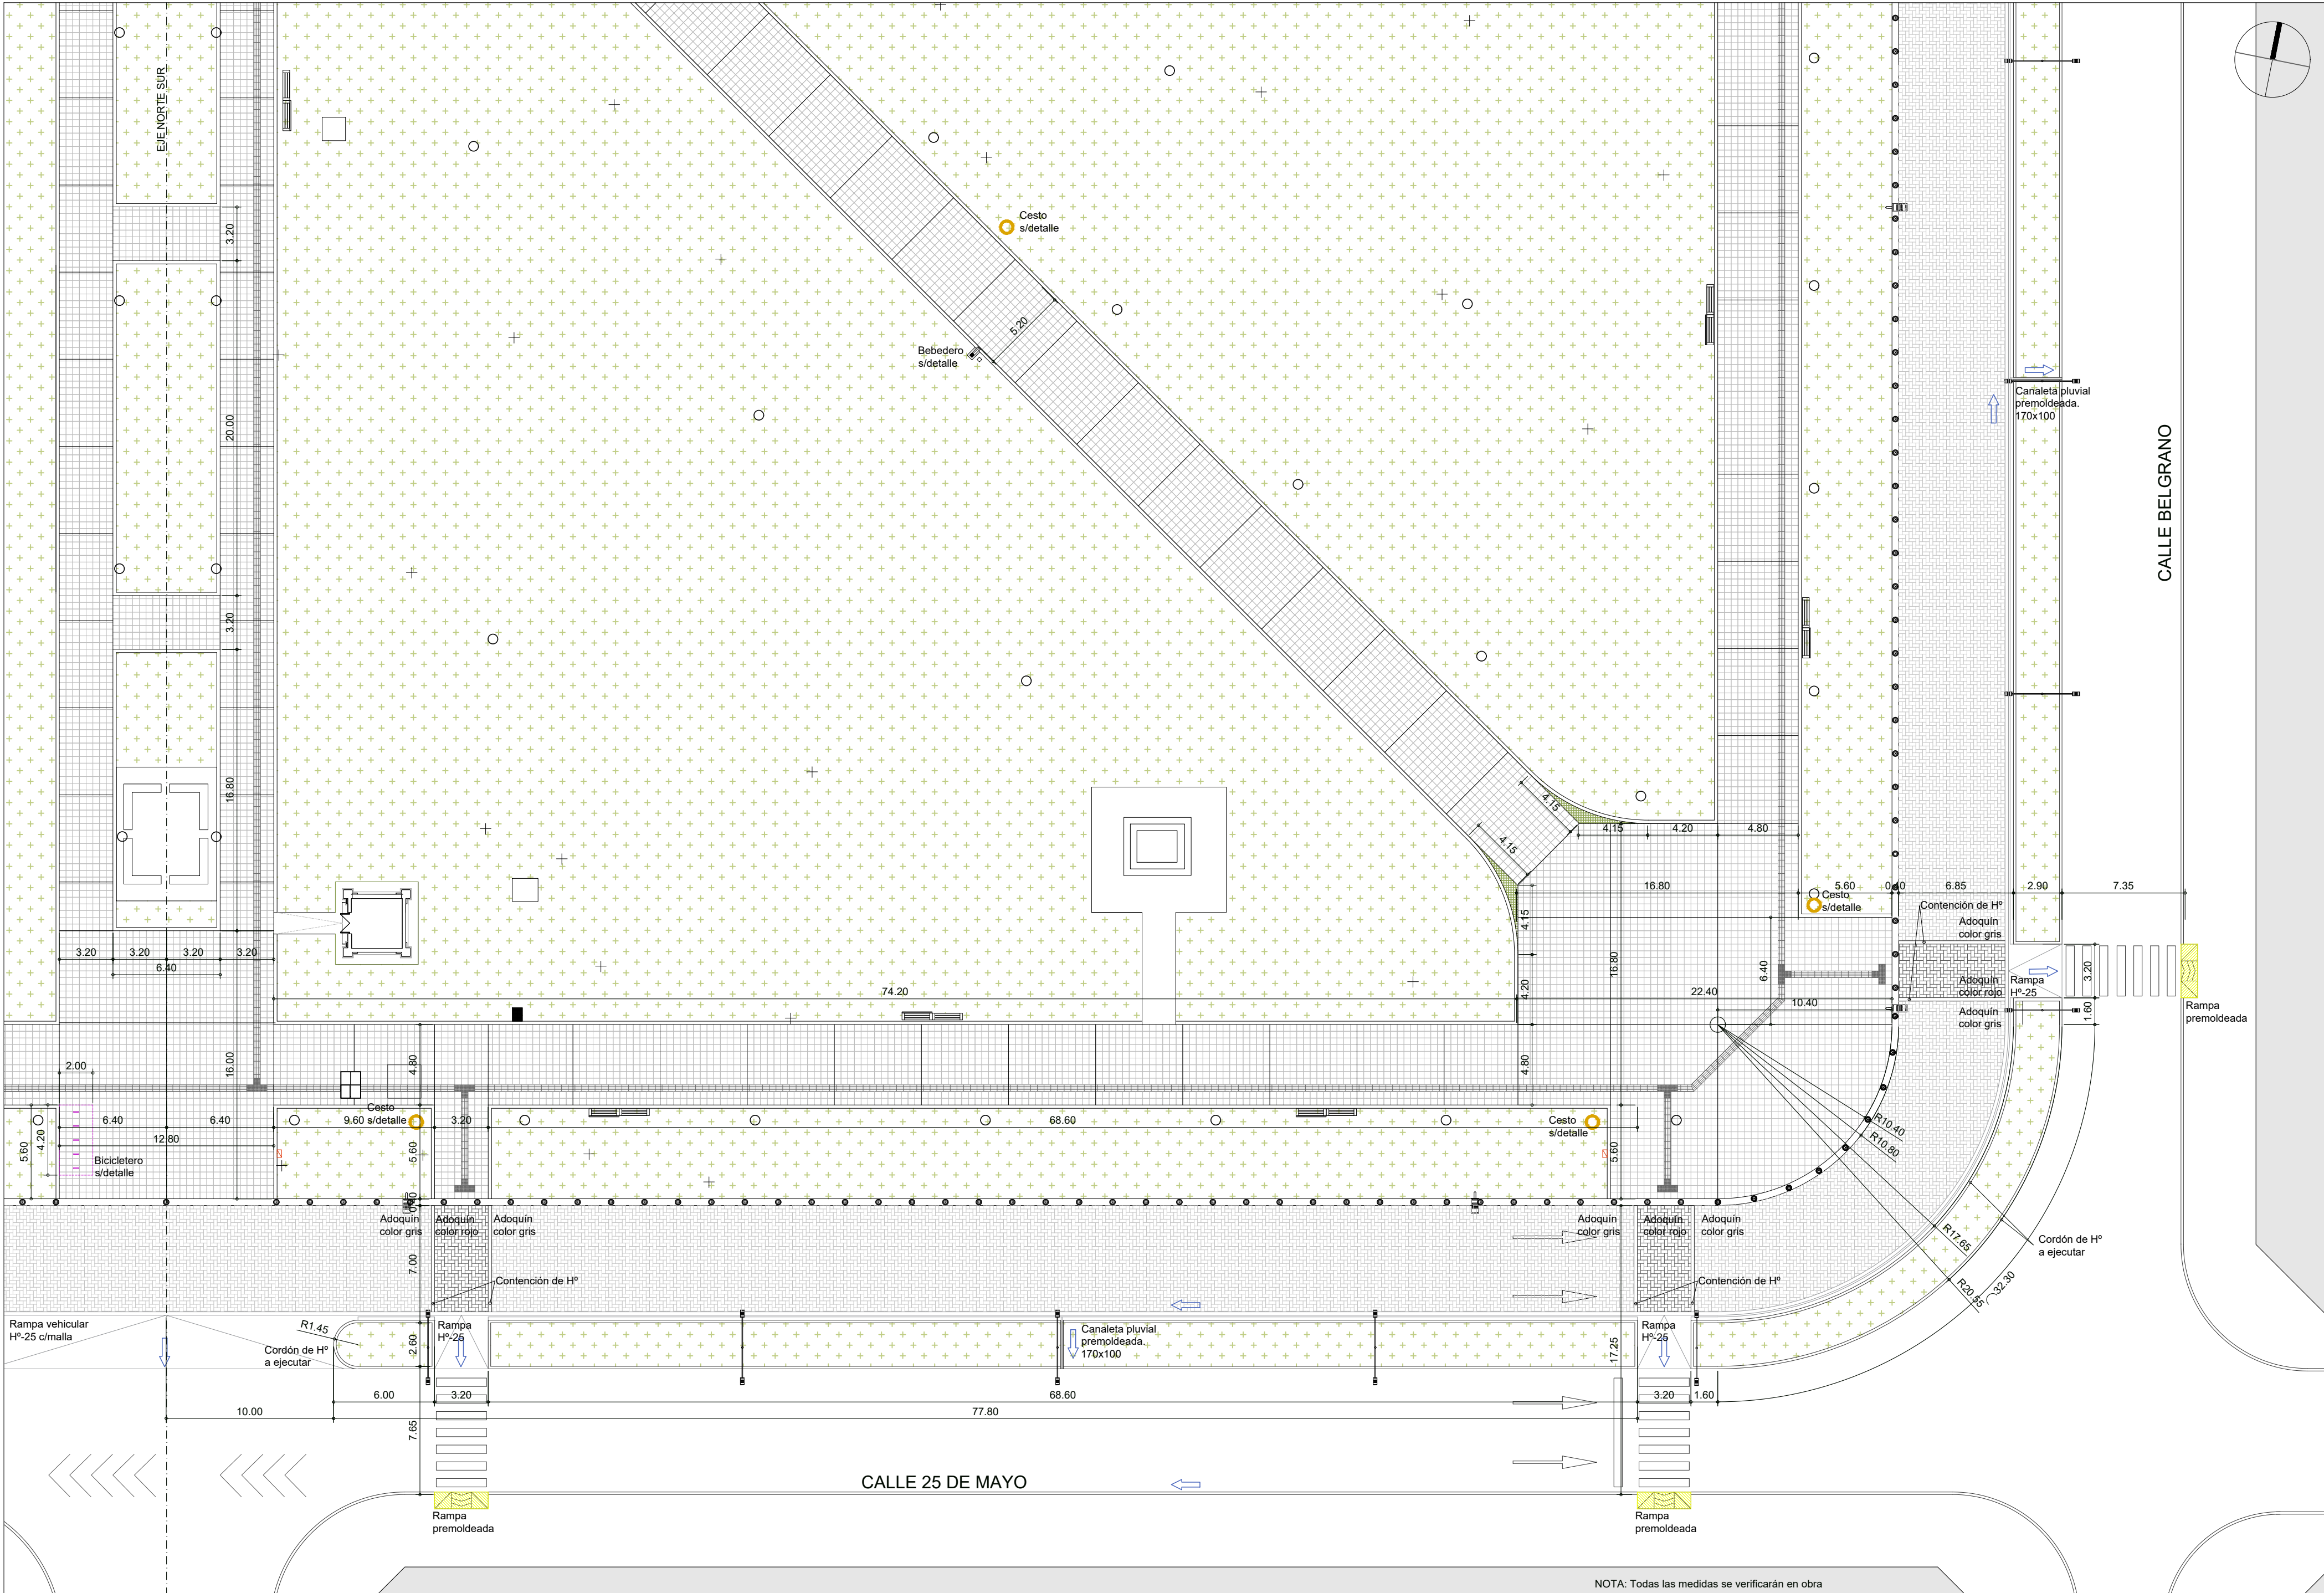 EJE NORTE SUR
3.20
Cesto
s/detalle
5.20
Bebedero
s/detalle
20.00
Canaleta pluvial
premoldeada.
170x100
CALLE BELGRANO
3.20
16.80
4.15
4.15
4.15
4.20
4.80
16.80
5.60
0.40
6.85
2.90
7.35
Cesto
s/detalle
Contención de Hº
Adoquín
color gris
4.15
3.20
3.20
3.20
3.20
6.40
16.80
6.40
3.20
Adoquín
color rojo
Rampa
Hº-25
74.20
4.20
22.40
10.40
Rampa
premoldeada
Adoquín
color gris
1.60
2.00
16.00
4.80
4.80
Cesto
s/detalle
6.40
6.40
9.60
3.20
68.60
Cesto
s/detalle
R10.40
R10.80
12.80
5.60
4.20
Bicicletero
s/detalle
5.60
5.60
0.40
Adoquín
color gris
Adoquín
color rojo
Adoquín
color gris
Adoquín
color gris
Adoquín
color rojo
Adoquín
color gris
R17.65
Cordón de Hº
a ejecutar
7.00
Contención de Hº
Contención de Hº
R20.55
32.30
Rampa vehicular
Hº-25 c/malla
R1.45
Cordón de Hº
a ejecutar
2.60
Rampa
Hº-25
Canaleta pluvial
premoldeada.
170x100
17.25
Rampa
Hº-25
6.00
3.20
68.60
3.20
1.60
10.00
77.80
7.65
CALLE 25 DE MAYO
Rampa
premoldeada
Rampa
premoldeada
NOTA: Todas las medidas se verificarán en obra